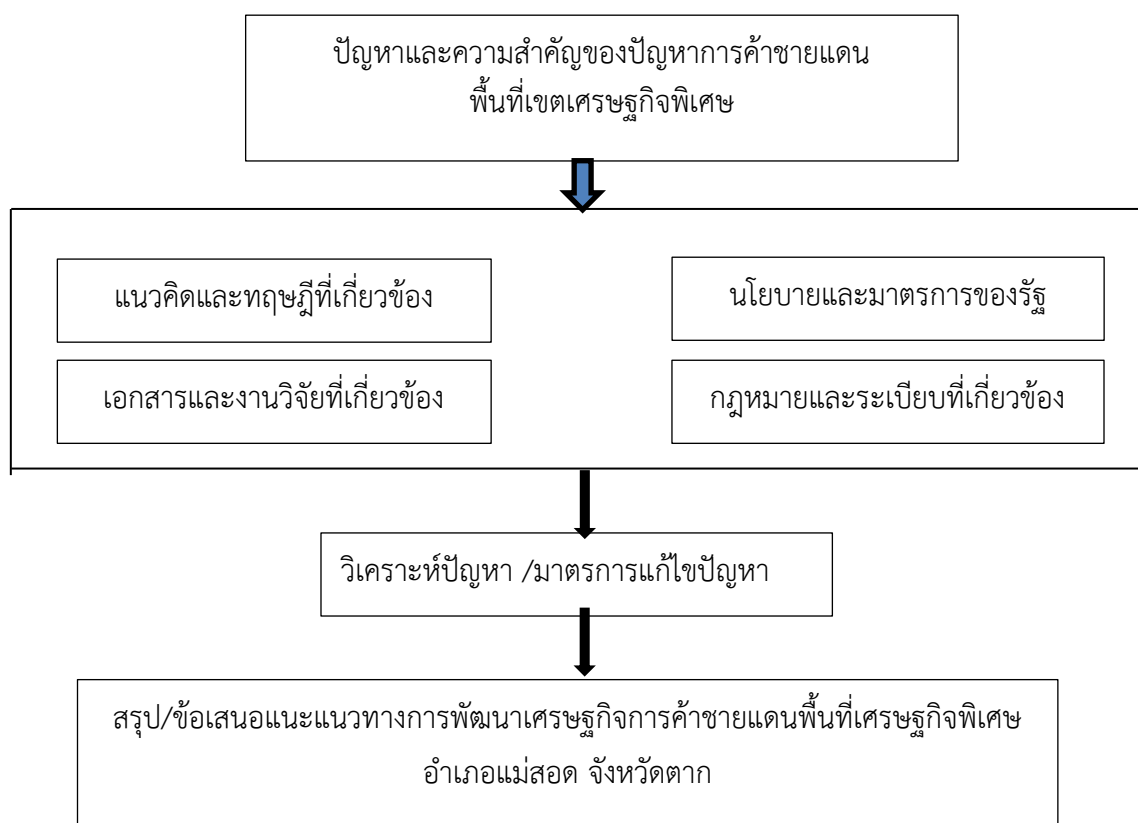 ปัญหาและความสำคัญของปัญหาการค้าชายแดน
พื้นที่เขตเศรษฐกิจพิเศษ
แนวคิดและทฤษฎีที่เกี่ยวข้อง
นโยบายและมาตรการของรัฐ
เอกสารและงานวิจัยที่เกี่ยวข้อง
กฎหมายและระเบียบที่เกี่ยวข้อง
วิเคราะห์ปัญหา /มาตรการแก้ไขปัญหา
สรุป/ข้อเสนอแนะแนวทางการพัฒนาเศรษฐกิจการค้าชายแดนพื้นที่เศรษฐกิจพิเศษ
อำเภอแม่สอด จังหวัดตาก